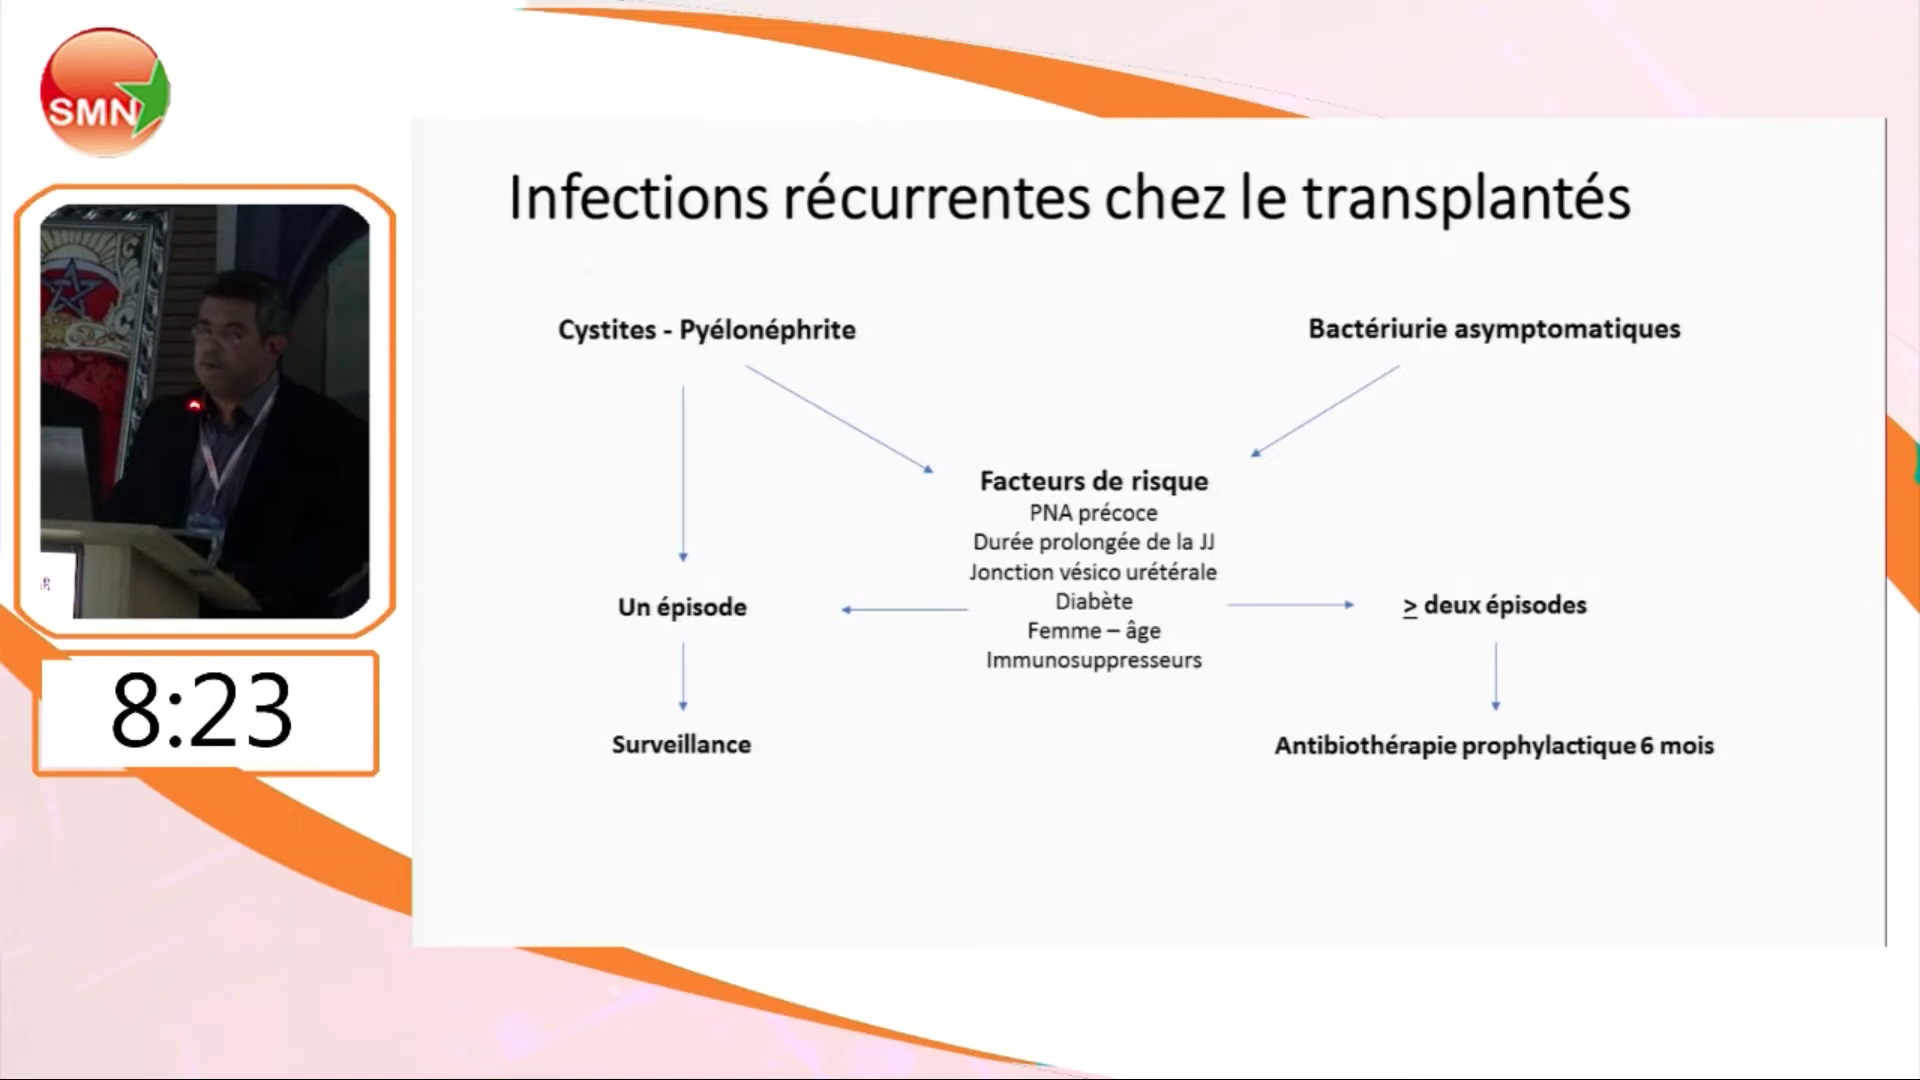 SMN
Infections récurrentes chez le transplantés
Cystites - Pyélonéphrite
Bactériurie asymptomatiques
Facteurs de risque
PNA précoce
Durée prolongée de la JJ
Jonction vésico urétérale
Diabète
Femme – âge
Immunosuppresseurs
Un épisode
≥ deux épisodes
Surveillance
Antibiothérapie prophylactique 6 mois
8:23